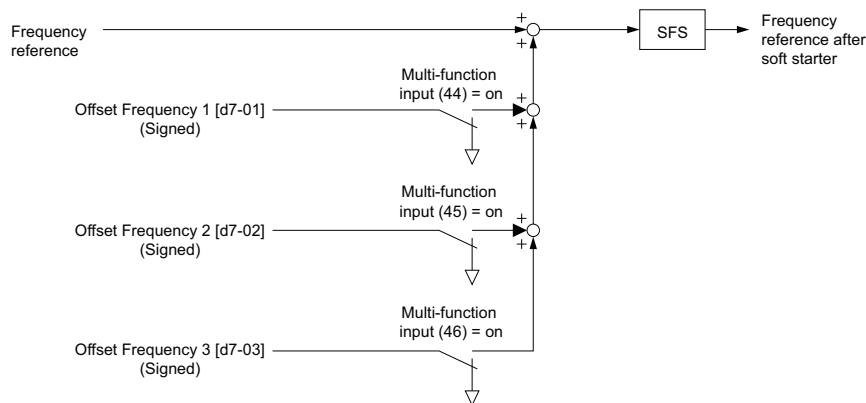 Frequency
reference
+
+
SFS
Frequency
reference after
soft starter
Multi-function
input (44) = on
Offset Frequency 1 [d7-01]
(Signed)
+
+
Multi-function
input (45) = on
Offset Frequency 2 [d7-02]
(Signed)
+
+
Multi-function
input (46) = on
Offset Frequency 3 [d7-03]
(Signed)